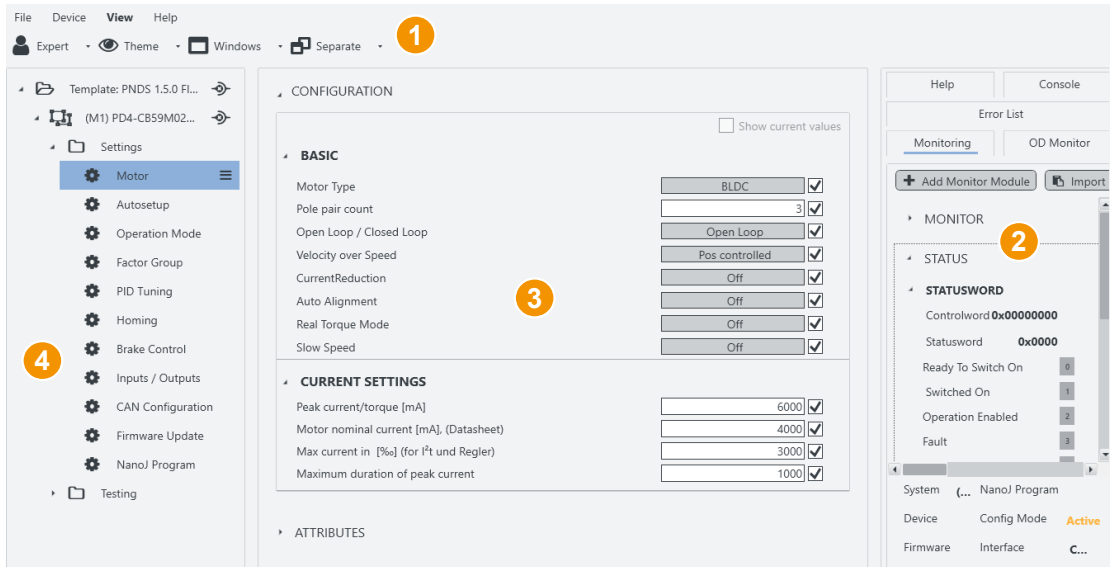 File Device View Help
Expert Theme Windows Separate
1
Template: PNDS 1.5.0 Fl...
(M1) PD4-CB59M02...
Settings
Motor
Autosetup
Operation Mode
Factor Group
PID Tuning
Homing
Brake Control
4
Inputs / Outputs
CAN Configuration
Firmware Update
NanoJ Program
Testing
CONFIGURATION
Show current values
BASIC
Motor Type BLDC
Pole pair count 3
Open Loop / Closed Loop Open Loop
Velocity over Speed Pos controlled
CurrentReduction Off
3
Auto Alignment Off
Real Torque Mode Off
Slow Speed Off
CURRENT SETTINGS
Peak current/torque [mA] 6000
Motor nominal current [mA], (Datasheet) 4000
Max current in [‰] (for I²t und Regler) 3000
Maximum duration of peak current 1000
ATTRIBUTES
Help Console
Error List
Monitoring OD Monitor
Add Monitor Module Import
MONITOR
2
STATUS
STATUSWORD
Controlword 0x00000000
Statusword 0x0000
Ready To Switch On 0
Switched On 1
Operation Enabled 2
Fault 3
System (... NanoJ Program
Device Config Mode Active
Firmware Interface C...